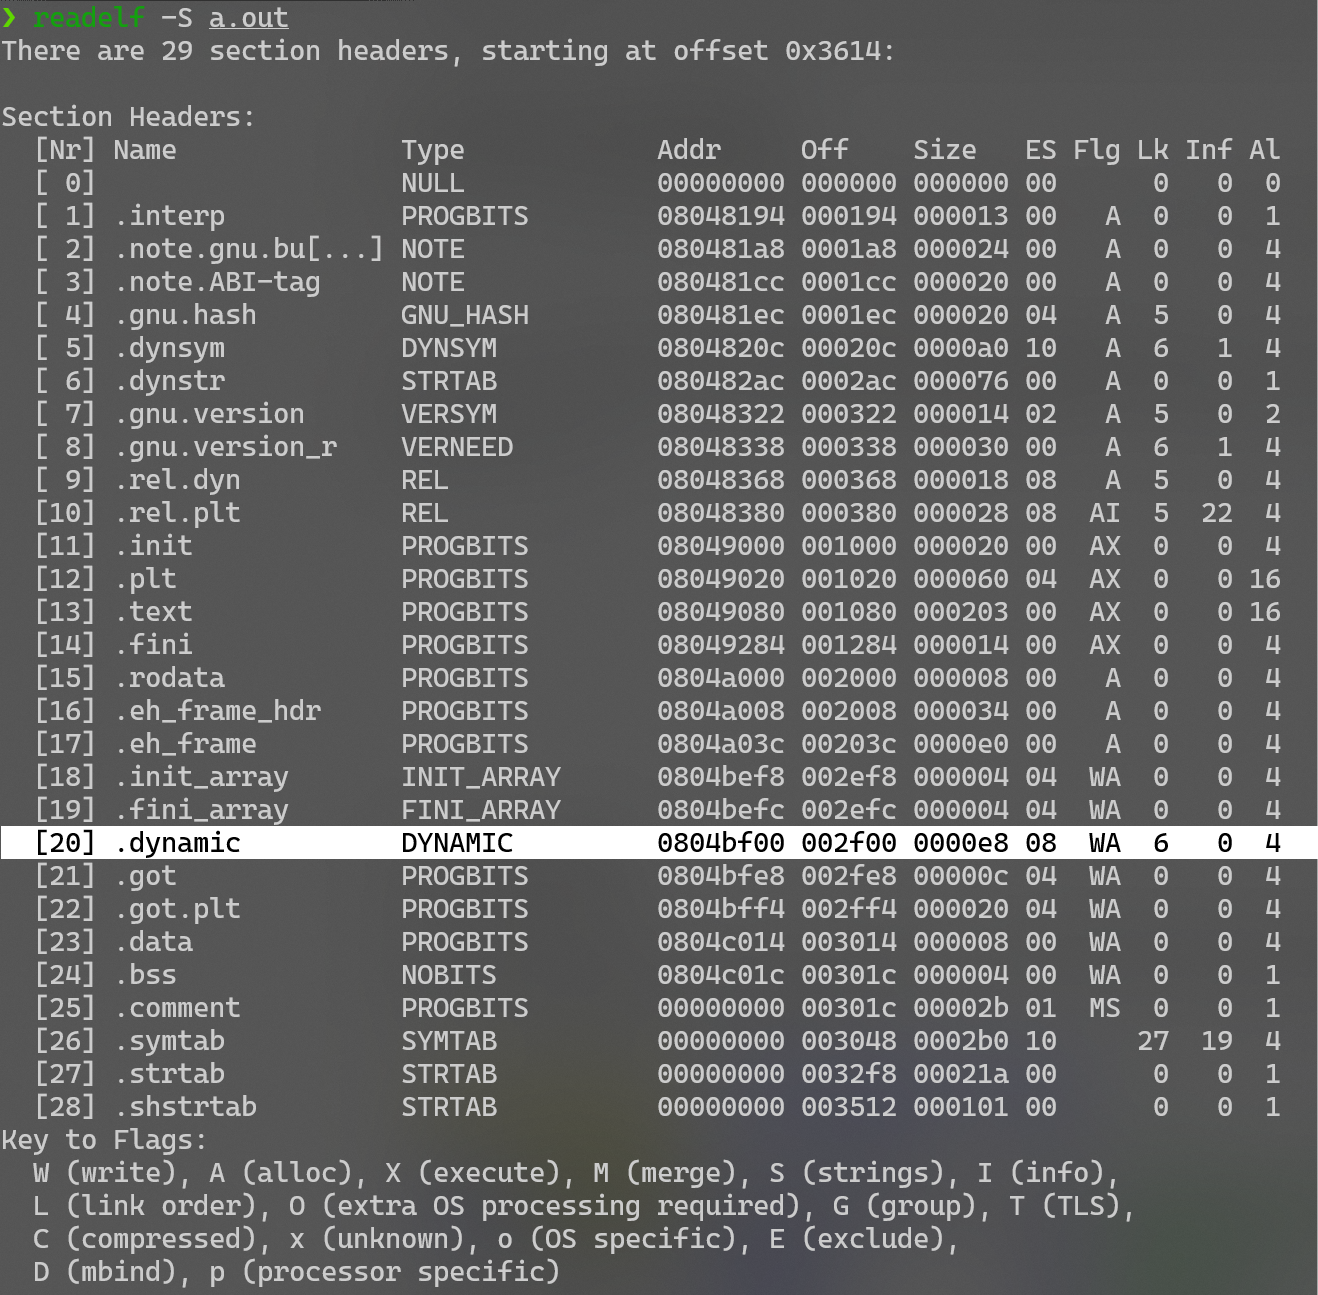 ❯ readelf -S a.out
There are 29 section headers, starting at offset 0x3614:

Section Headers:
  [Nr] Name              Type            Addr     Off    Size   ES Flg Lk Inf Al
  [ 0]                   NULL            00000000 000000 000000 00      0   0  0
  [ 1] .interp           PROGBITS        08048194 000194 000013 00   A  0   0  1
  [ 2] .note.gnu.bu[...] NOTE            080481a8 0001a8 000024 00   A  0   0  4
  [ 3] .note.ABI-tag     NOTE            080481cc 0001cc 000020 00   A  0   0  4
  [ 4] .gnu.hash         GNU_HASH        080481ec 0001ec 000020 04   A  5   0  4
  [ 5] .dynsym           DYNSYM          0804820c 00020c 0000a0 10   A  6   1  4
  [ 6] .dynstr           STRTAB          080482ac 0002ac 000076 00   A  0   0  1
  [ 7] .gnu.version      VERSYM          08048322 000322 000014 02   A  5   0  2
  [ 8] .gnu.version_r    VERNEED         08048338 000338 000030 00   A  6   1  4
  [ 9] .rel.dyn          REL             08048368 000368 000018 08   A  5   0  4
  [10] .rel.plt          REL             08048380 000380 000028 08  AI  5  22  4
  [11] .init             PROGBITS        08049000 001000 000020 00  AX  0   0  4
  [12] .plt              PROGBITS        08049020 001020 000060 04  AX  0   0 16
  [13] .text             PROGBITS        08049080 001080 000203 00  AX  0   0 16
  [14] .fini             PROGBITS        08049284 001284 000014 00  AX  0   0  4
  [15] .rodata           PROGBITS        0804a000 002000 000008 00   A  0   0  4
  [16] .eh_frame_hdr     PROGBITS        0804a008 002008 000034 00   A  0   0  4
  [17] .eh_frame         PROGBITS        0804a03c 00203c 0000e0 00   A  0   0  4
  [18] .init_array       INIT_ARRAY      0804bef8 002ef8 000004 04  WA  0   0  4
  [19] .fini_array       FINI_ARRAY      0804befc 002efc 000004 04  WA  0   0  4
  [20] .dynamic          DYNAMIC         0804bf00 002f00 0000e8 08  WA  6   0  4
  [21] .got              PROGBITS        0804bfe8 002fe8 00000c 04  WA  0   0  4
  [22] .got.plt          PROGBITS        0804bff4 002ff4 000020 04  WA  0   0  4
  [23] .data             PROGBITS        0804c014 003014 000008 00  WA  0   0  4
  [24] .bss              NOBITS          0804c01c 00301c 000004 00  WA  0   0  1
  [25] .comment          PROGBITS        00000000 00301c 00002b 01  MS  0   0  1
  [26] .symtab           SYMTAB          00000000 003048 0002b0 10     27  19  4
  [27] .strtab           STRTAB          00000000 0032f8 00021a 00      0   0  1
  [28] .shstrtab         STRTAB          00000000 003512 000101 00      0   0  1
Key to Flags:
  W (write), A (alloc), X (execute), M (merge), S (strings), I (info),
  L (link order), O (extra OS processing required), G (group), T (TLS),
  C (compressed), x (unknown), o (OS specific), E (exclude),
  D (mbind), p (processor specific)